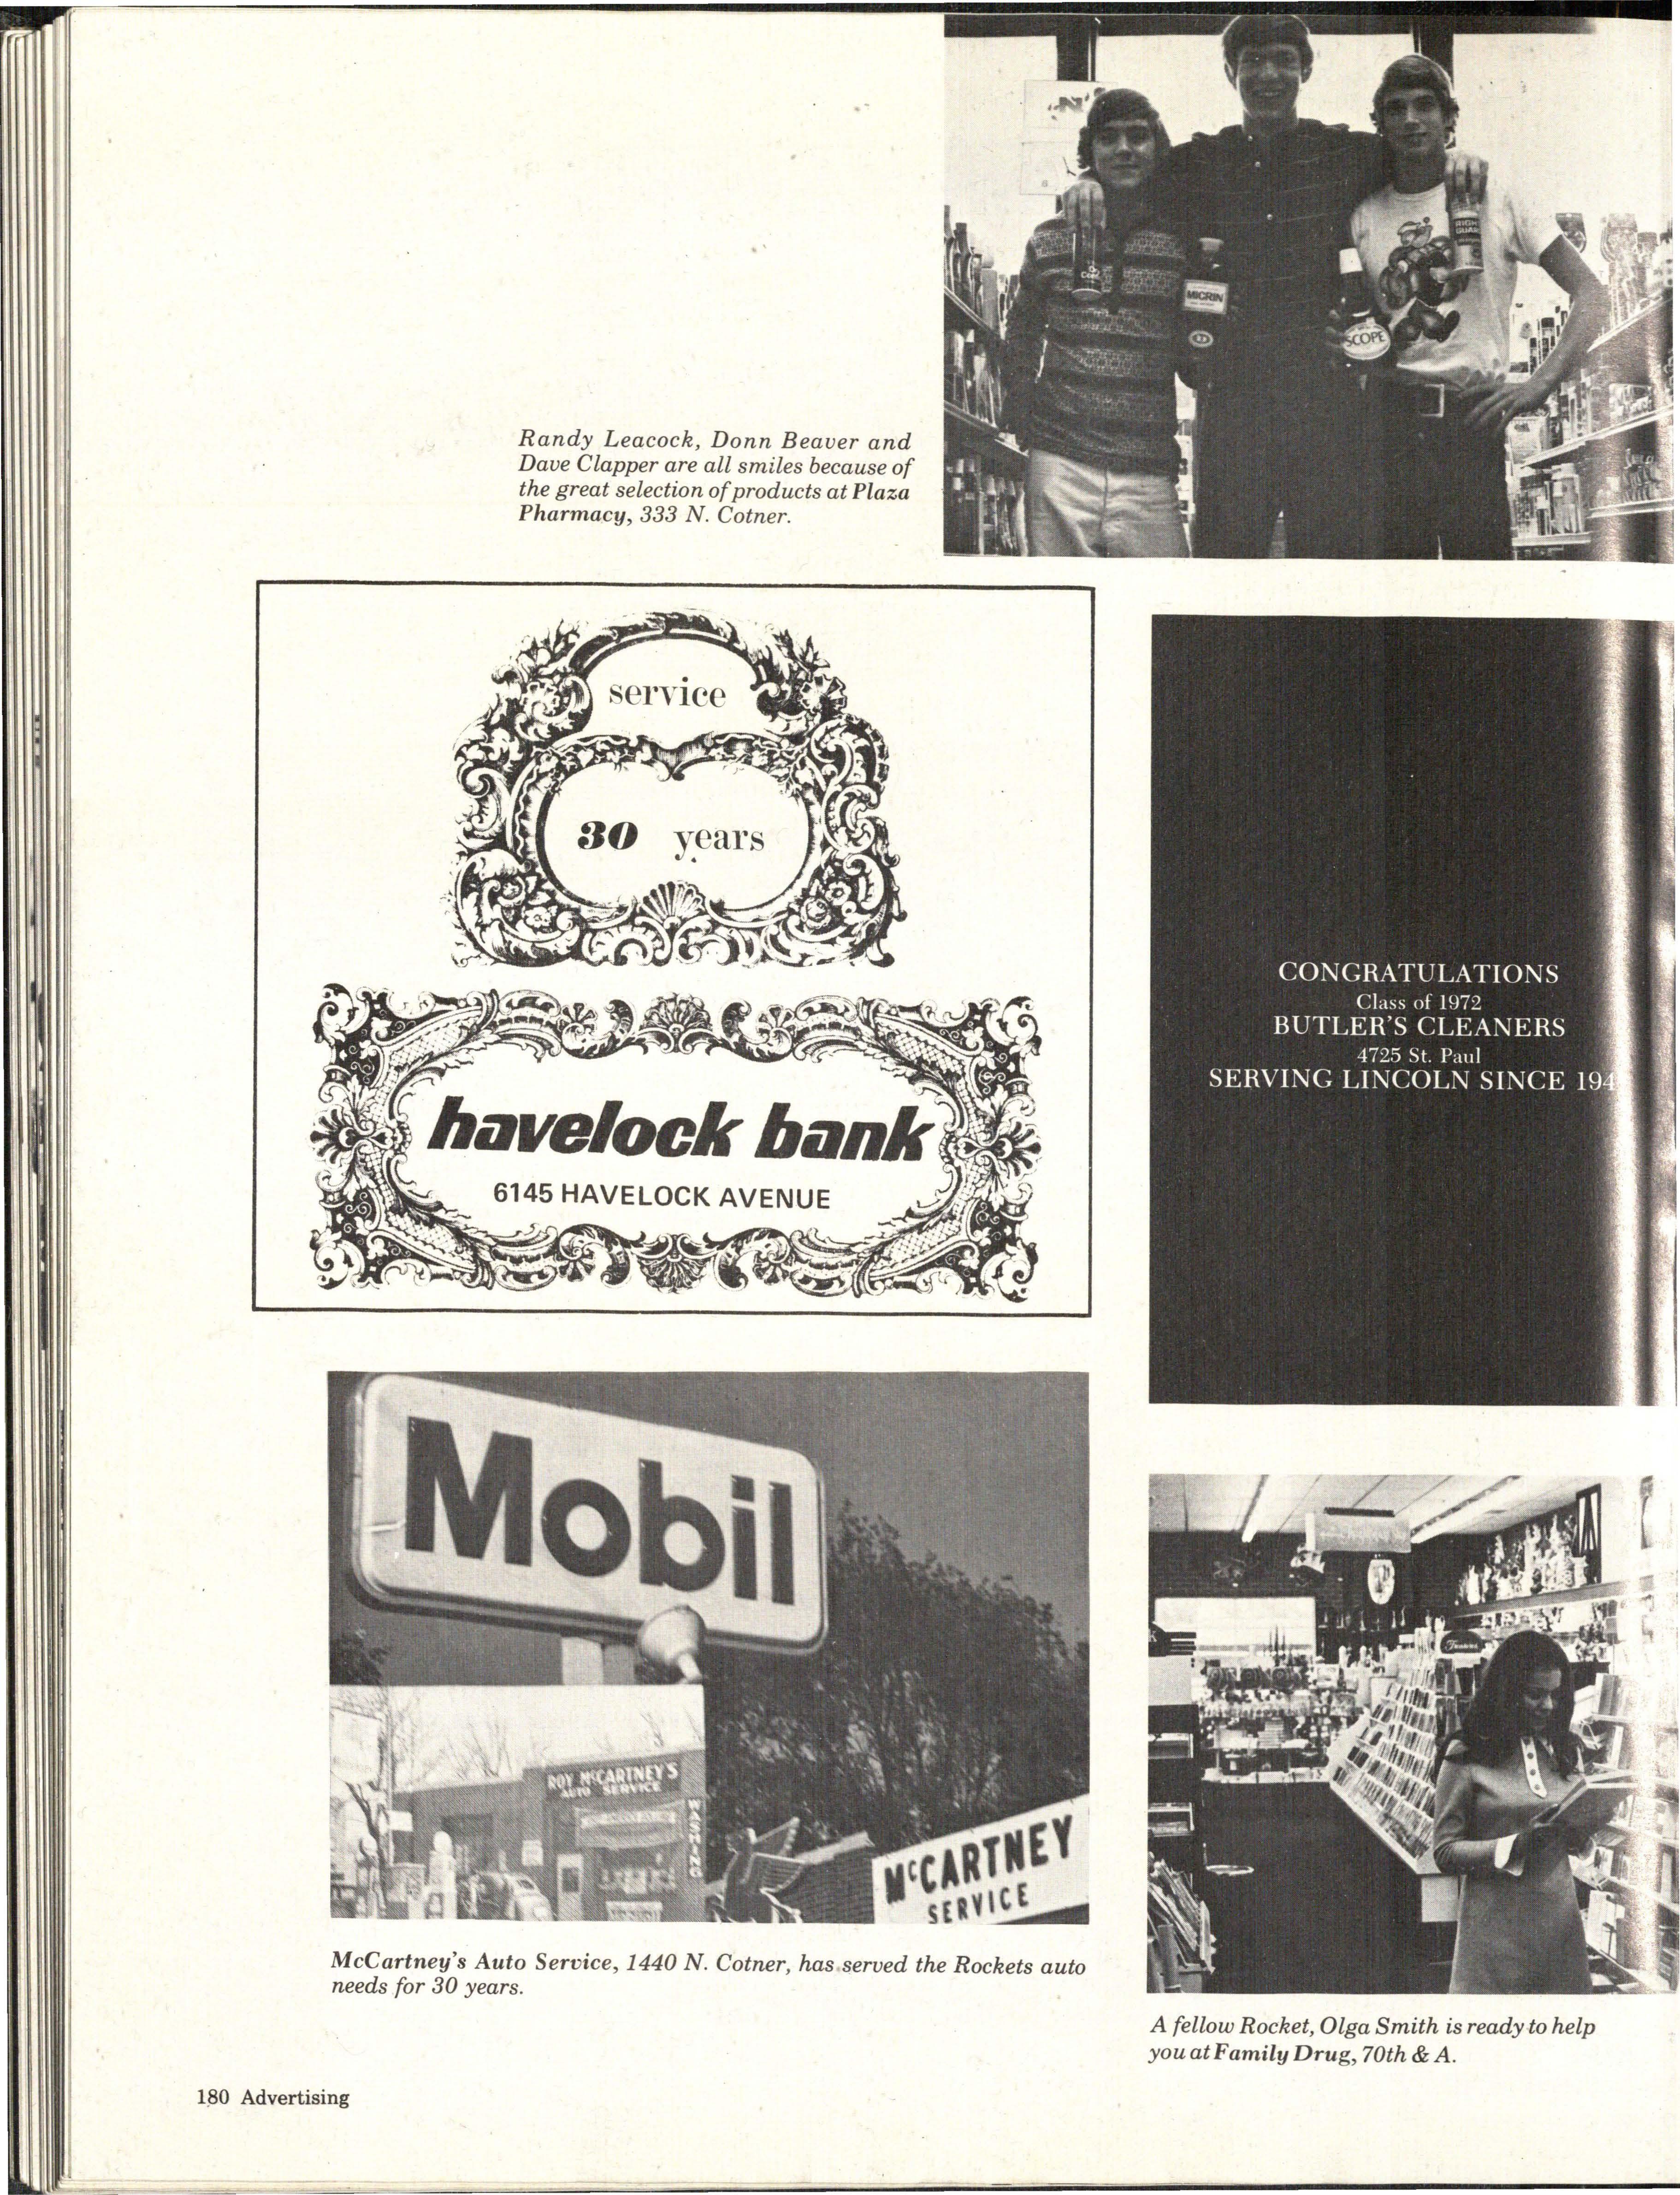 RIGHT
GUARD
MICRIN
SCOPE
Randy Leacock, Donn Beaver and
Dave Clapper are all smiles because of
the great selection of products at Plaza
Pharmacy, 333 N. Cotner.
service
30 years
havelock bank
6145 HAVELOCK AVENUE
CONGRATULATIONS
Class of 1972
BUTLER'S CLEANERS
4725 St. Paul
SERVING LINCOLN SINCE 194
Mobil
ROY McCARTNEY'S
AUTO SERVICE
WASHING
McCARTNEY
SERVICE
McCartney's Auto Service, 1440 N. Cotner, has served the Rockets auto
needs for 30 years.
A fellow Rocket, Olga Smith is ready to help
you at Family Drug, 70th & A.
180 Advertising